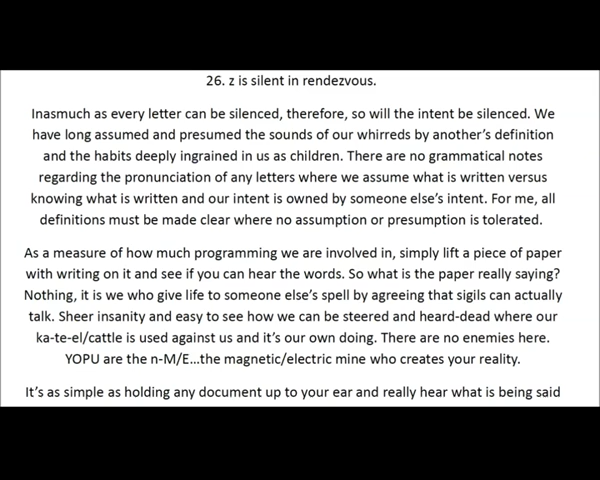 26. z is silent in rendezvous.
Inasmuch as every letter can be silenced, therefore, so will the intent be silenced. We
have long assumed and presumed the sounds of our whirreds by another's definition
and the habits deeply ingrained in us as children. There are no grammatical notes
regarding the pronunciation of any letters where we assume what is written versus
knowing what is written and our intent is owned by someone else's intent. For me, all
definitions must be made clear where no assumption or presumption is tolerated.
As a measure of how much programming we are involved in, simply lift a piece of paper
with writing on it and see if you can hear the words. So what is the paper really saying?
Nothing, it is we who give life to someone else's spell by agreeing that sigils can actually
talk. Sheer insanity and easy to see how we can be steered and heard-dead where our
ka-te-el/cattle is used against us and it's our own doing. There are no enemies here.
YOPU are the n-M/E...the magnetic/electric mine who creates your reality.
It's as simple as holding any document up to your ear and really hear what is being said